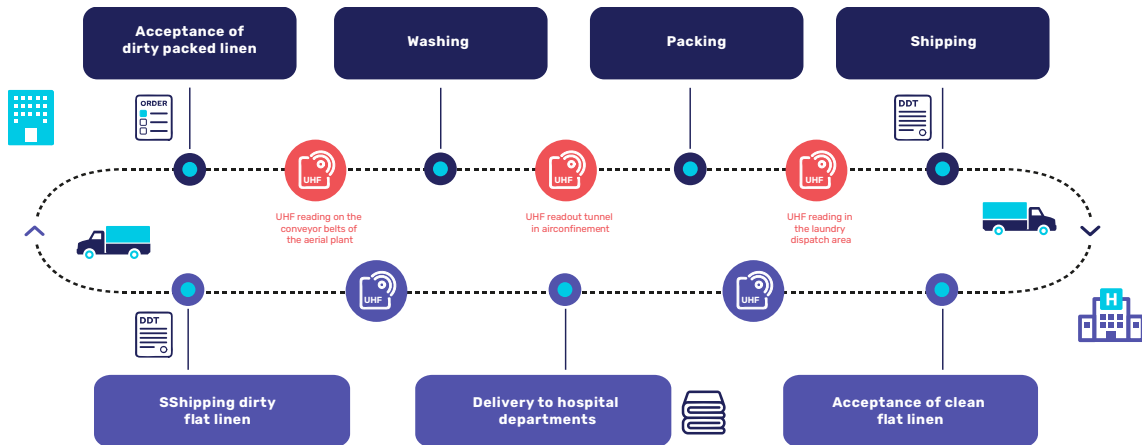 Acceptance of
dirty packed linen
Washing
Packing
Shipping
ORDER
DDT
UHF
UHF
UHF
UHF reading on the
conveyor belts of
the aerial plant
UHF readout tunnel
in airconfinement
UHF reading in
the laundry
dispatch area
UHF
UHF
H
DDT
SShipping dirty
flat linen
Delivery to hospital
departments
Acceptance of clean
flat linen